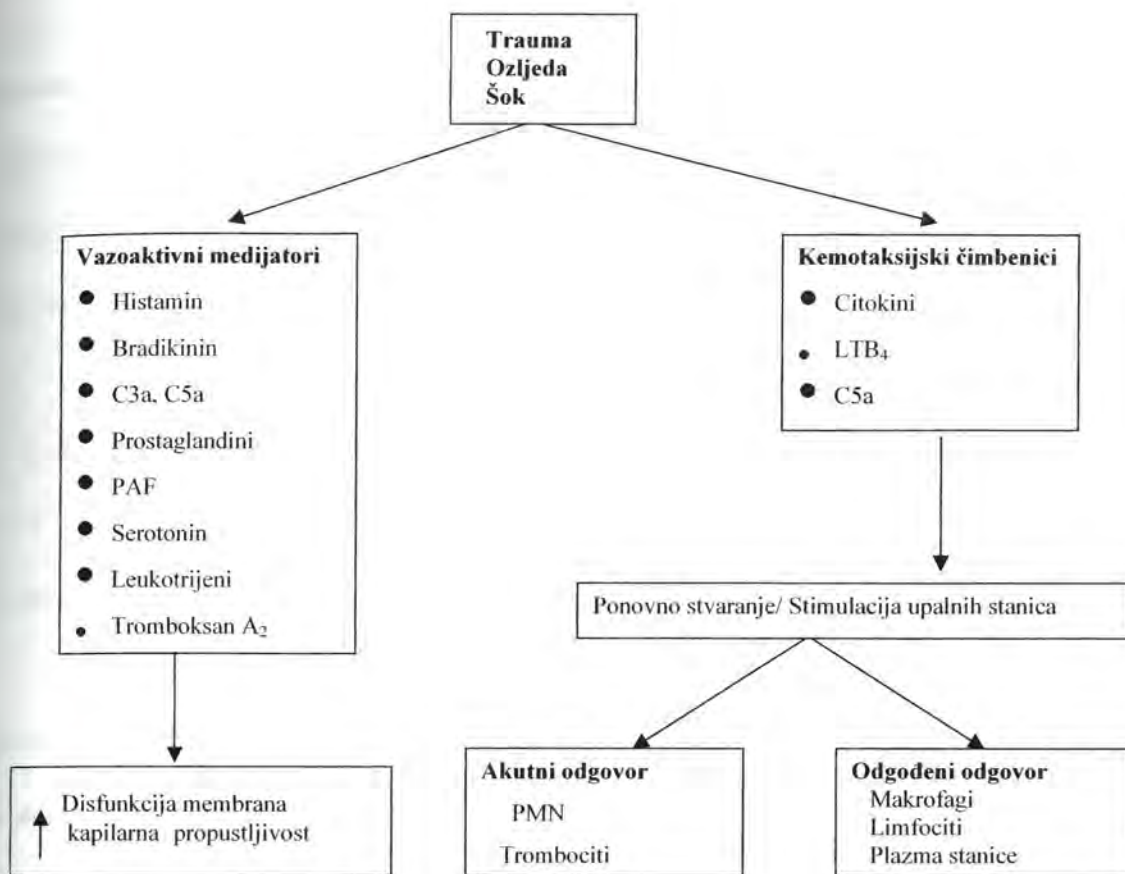 Trauma
Ozljeda
Šok
Vazoaktivni medijatori
● Histamin
● Bradikinin
● C3a, C5a
● Prostaglandini
● PAF
● Serotonin
● Leukotrijeni
● Tromboksan A₂
Kemotaksijski čimbenici
● Citokini
● LTB₄
● C5a
Ponovno stvaranje/ Stimulacija upalnih stanica
Disfunkcija membrana
↑ kapilarna propustljivost
Akutni odgovor
PMN
Trombociti
Odgođeni odgovor
Makrofagi
Limfociti
Plazma stanice